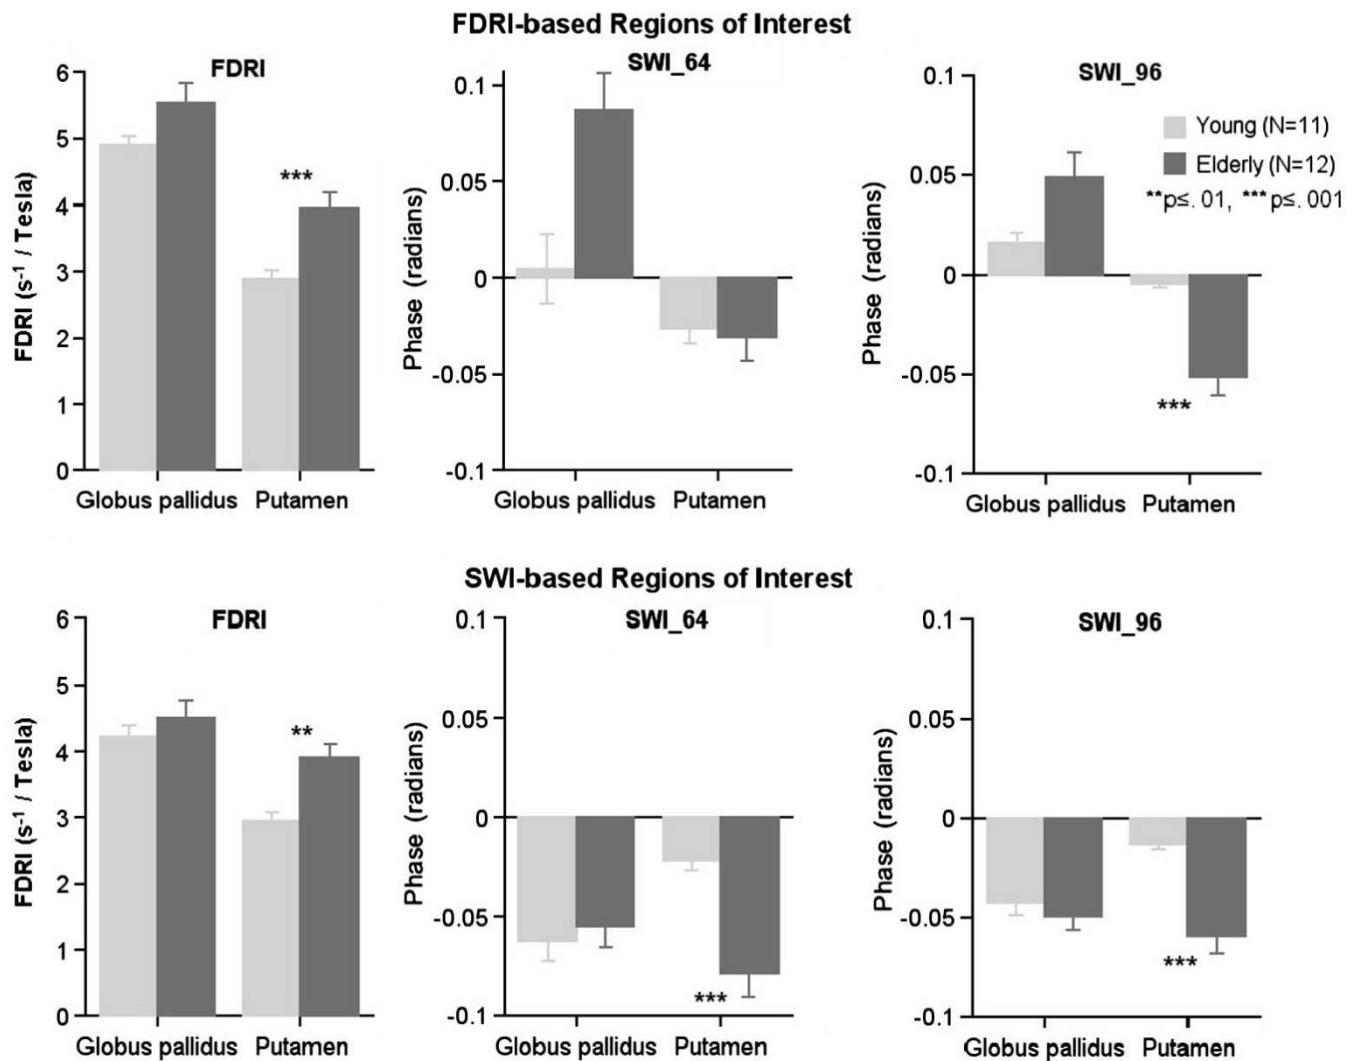 FDRI-based Regions of Interest
FDRI
FDRI (s⁻¹ / Tesla)
6
5
4
3
2
1
0
***
Globus pallidus Putamen
SWI_64
Phase (radians)
0.1
0.05
0
-0.05
-0.1
Globus pallidus Putamen
SWI_96
Phase (radians)
0.1
0.05
0
-0.05
-0.1
Young (N=11)
Elderly (N=12)
**p≤.01, ***p≤.001
***
Globus pallidus Putamen
SWI-based Regions of Interest
FDRI
FDRI (s⁻¹ / Tesla)
6
5
4
3
2
1
0
**
Globus pallidus Putamen
SWI_64
Phase (radians)
0.1
0.05
0
-0.05
-0.1
***
Globus pallidus Putamen
SWI_96
Phase (radians)
0.1
0.05
0
-0.05
-0.1
***
Globus pallidus Putamen